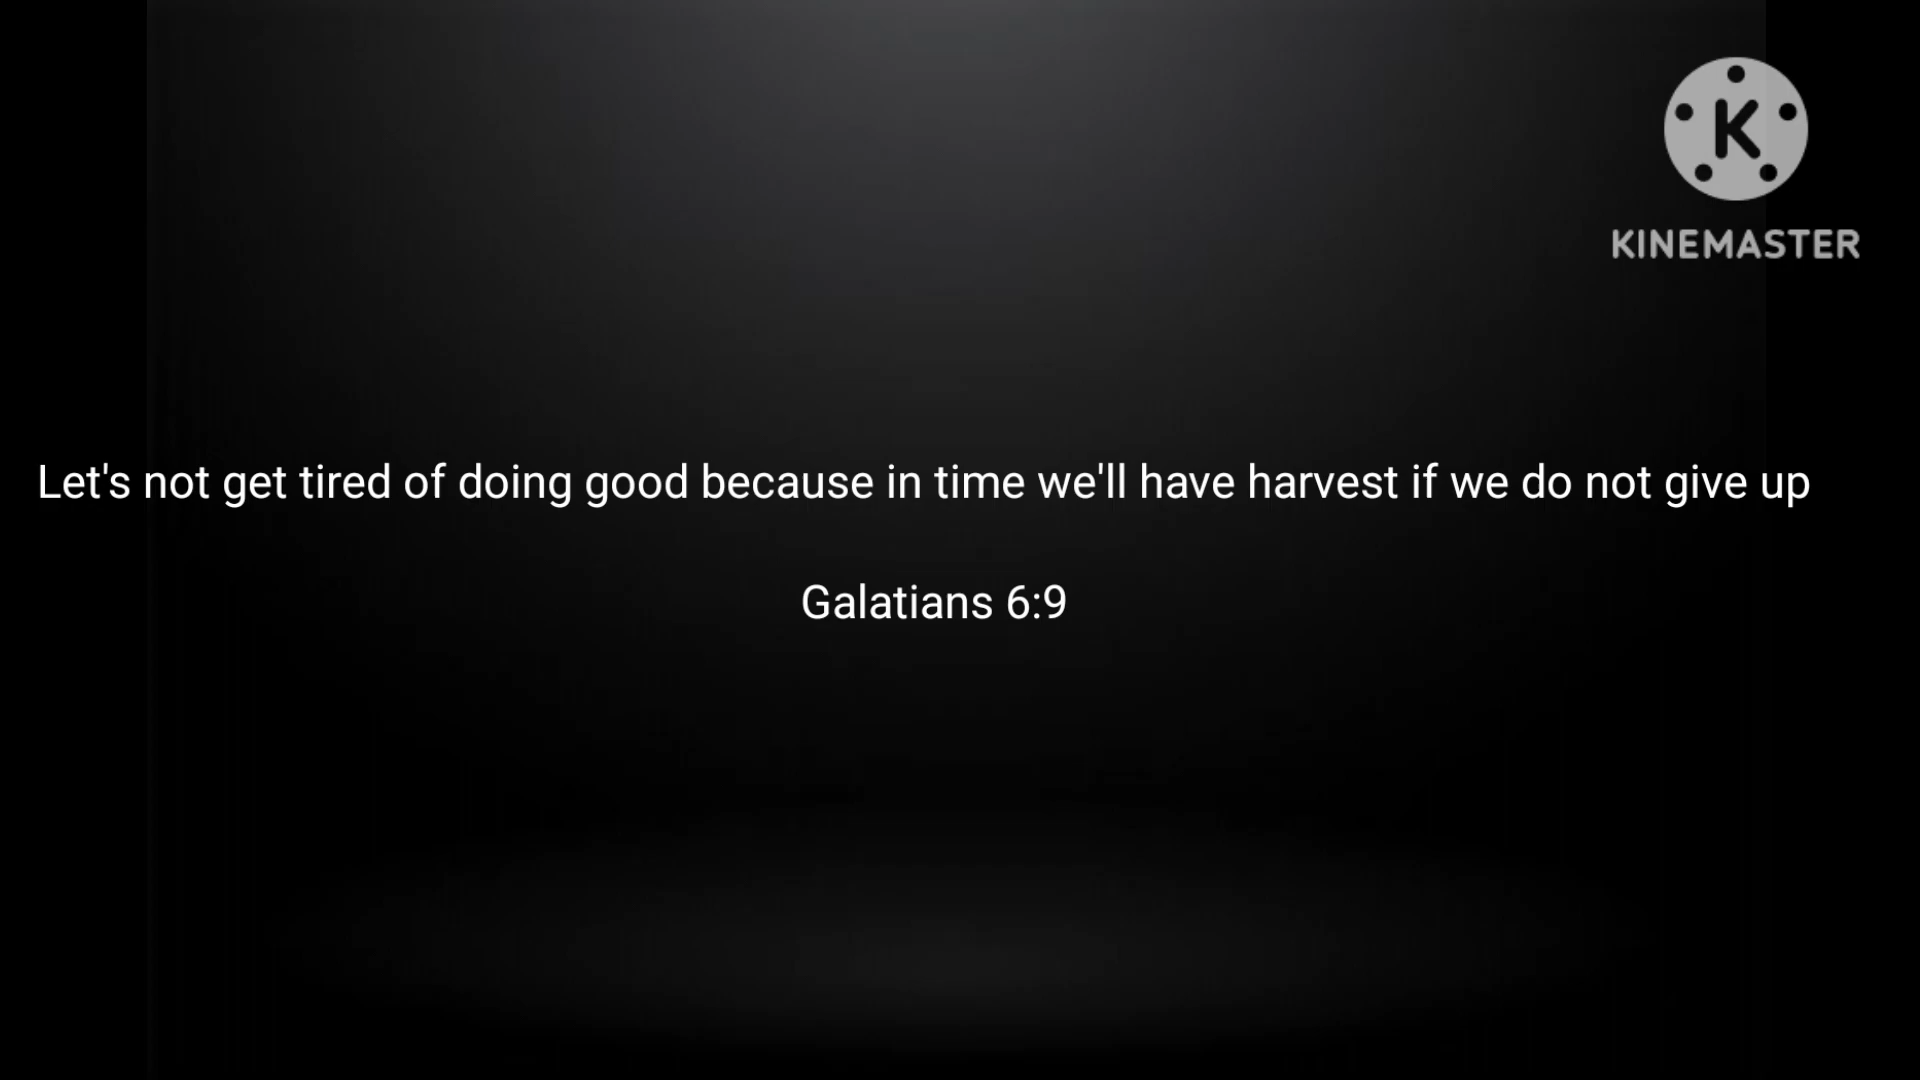 K
KINEMASTER
Let's not get tired of doing good because in time we'll have harvest if we do not give up
Galatians 6:9